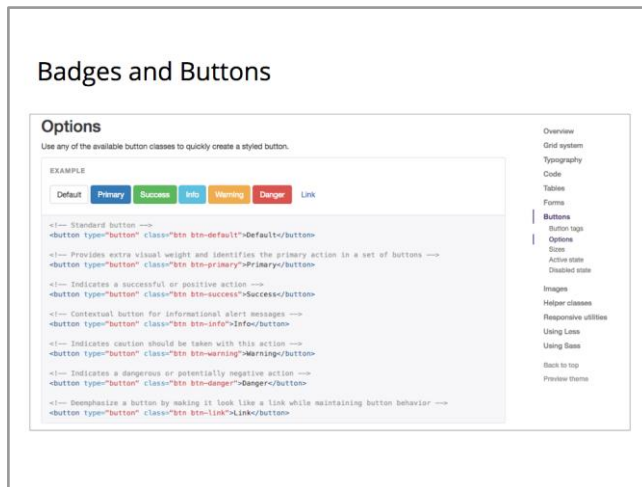 Badges and Buttons
Options
Use any of the available button classes to quickly create a styled button.
EXAMPLE
Default Primary Success Info Warning Danger Link
<!-- Standard button -->
<button type="button" class="btn btn-default">Default</button>
<!-- Provides extra visual weight and identifies the primary action in a set of buttons -->
<button type="button" class="btn btn-primary">Primary</button>
<!-- Indicates a successful or positive action -->
<button type="button" class="btn btn-success">Success</button>
<!-- Contextual button for informational alert messages -->
<button type="button" class="btn btn-info">Info</button>
<!-- Indicates caution should be taken with this action -->
<button type="button" class="btn btn-warning">Warning</button>
<!-- Indicates a dangerous or potentially negative action -->
<button type="button" class="btn btn-danger">Danger</button>
<!-- Deemphasize a button by making it look like a link while maintaining button behavior -->
<button type="button" class="btn btn-link">Link</button>
Overview
Grid system
Typography
Code
Tables
Forms
Buttons
Button tags
Options
Sizes
Active state
Disabled state
Images
Helper classes
Responsive utilities
Using Less
Using Sass
Back to top
Preview theme